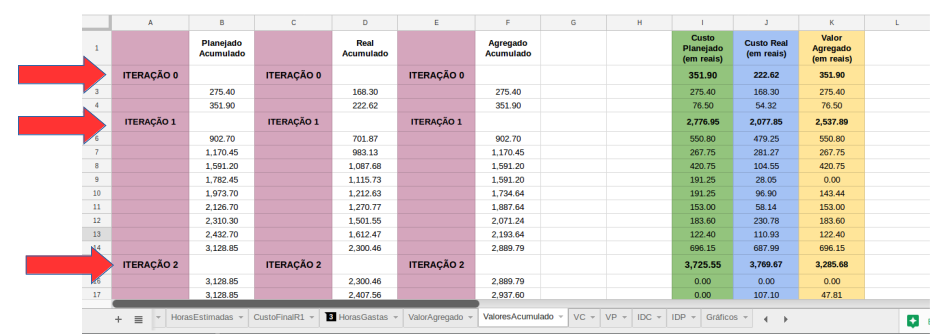 A B C D E F G H I J K L
1 Planejado Acumulado Real Acumulado Agregado Acumulado Custo Planejado (em reais) Custo Real (em reais) Valor Agregado (em reais)
ITERAÇÃO 0 ITERAÇÃO 0 ITERAÇÃO 0 351.90 222.62 351.90
3 275.40 168.30 275.40 275.40 168.30 275.40
4 351.90 222.62 351.90 76.50 54.32 76.50
ITERAÇÃO 1 ITERAÇÃO 1 ITERAÇÃO 1 2,776.95 2,077.85 2,537.89
6 902.70 701.87 902.70 550.80 479.25 550.80
7 1,170.45 983.13 1,170.45 267.75 281.27 267.75
8 1,591.20 1,087.68 1,591.20 420.75 104.55 420.75
9 1,782.45 1,115.73 1,591.20 191.25 28.05 0.00
10 1,973.70 1,212.63 1,734.64 191.25 96.90 143.44
11 2,126.70 1,270.77 1,887.64 153.00 58.14 153.00
12 2,310.30 1,501.55 2,071.24 183.60 230.78 183.60
13 2,432.70 1,612.47 2,193.64 122.40 110.93 122.40
14 3,128.85 2,300.46 2,889.79 696.15 687.99 696.15
ITERAÇÃO 2 ITERAÇÃO 2 ITERAÇÃO 2 3,725.55 3,769.67 3,285.68
16 3,128.85 2,300.46 2,889.79 0.00 0.00 0.00
17 3,128.85 2,407.56 2,937.60 0.00 107.10 47.81
HorasEstimadas CustoFinalR1 3 HorasGastas ValorAgregado ValoresAcumulado VC VP IDC IDP Gráficos